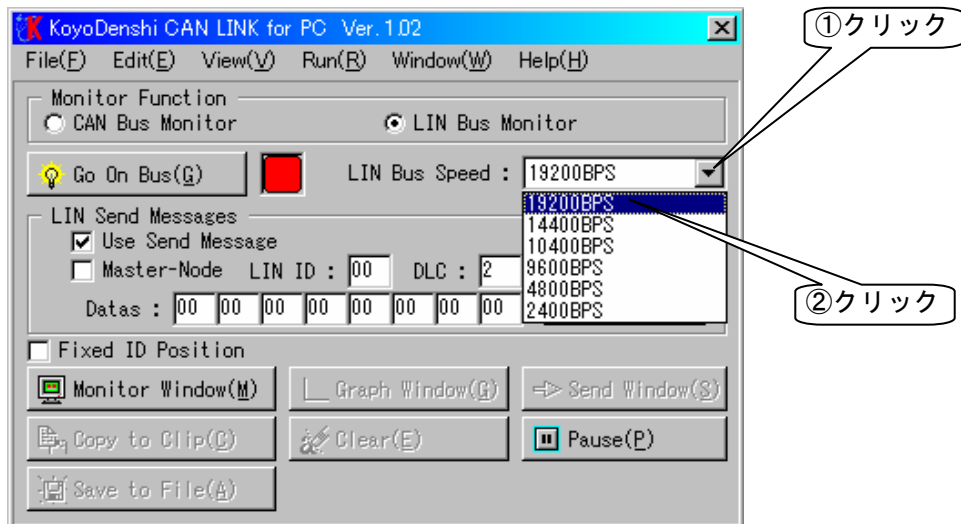 KoyoDenshi CAN LINK for PC Ver. 1.02
①クリック
File(F) Edit(E) View(V) Run(R) Window(W) Help(H)
Monitor Function
CAN Bus Monitor LIN Bus Monitor
Go On Bus(G) LIN Bus Speed : 19200BPS
19200BPS
14400BPS
10400BPS
9600BPS
4800BPS
2400BPS
②クリック
LIN Send Messages
Use Send Message
Master-Node LIN ID : 00 DLC : 2
Datas : 00 00 00 00 00 00 00 00
Fixed ID Position
Monitor Window(M) Graph Window(G) Send Window(S)
Copy to Clip(C) Clear(E) Pause(P)
Save to File(A)